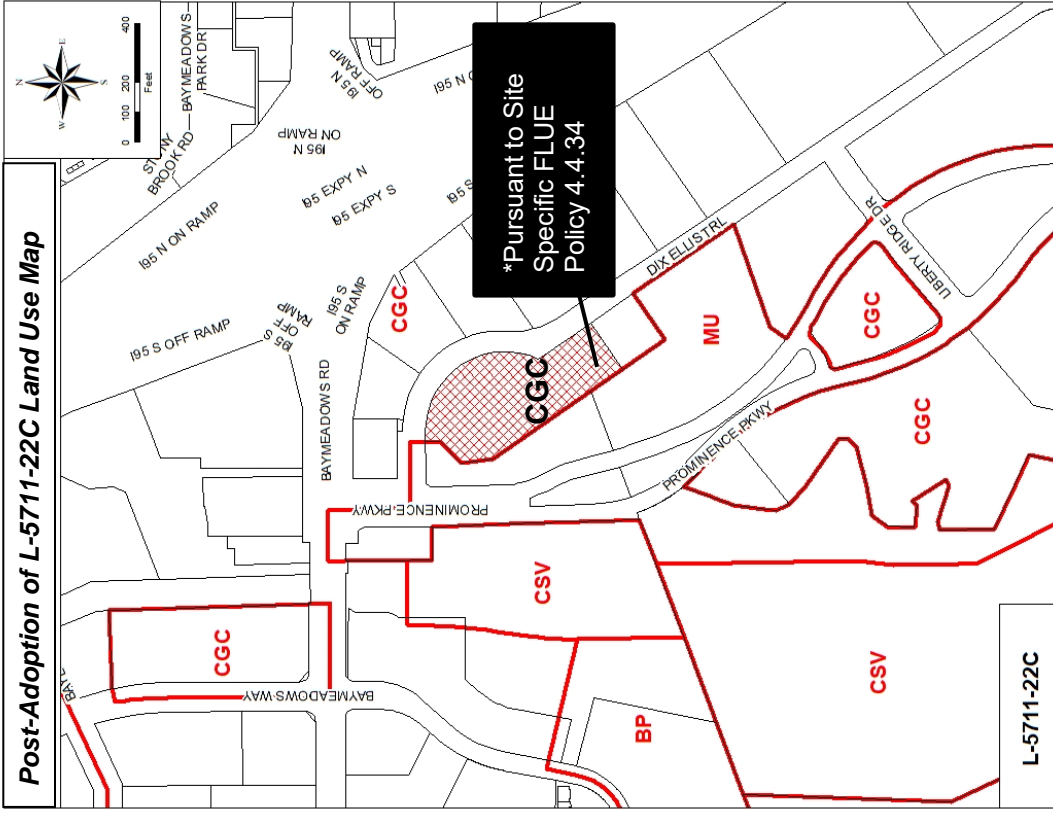 Post-Adoption of L-5711-22C Land Use Map
N
E
S
W
0 100 200 400
Feet
BAYMEADOWS
PARK DR
STONY
BROOK RD
I95 N
OFF RAMP
I95 N
ON RAMP
I95 N ON RAMP
I95 EXPY N
I95 EXPY S
I95 N O
I95 S
I95 S OFF RAMP
I95 S
OFF
RAMP
I95 S
ON RAMP
BAYMEADOWS RD
CGC
*Pursuant to Site
Specific FLUE
Policy 4.4.34
CGC
DIX ELLIS TRL
MU
LIBERTY RIDGE DR
CGC
PROMINENCE PKWY
CGC
PROMINENCE PKWY
CGC
BAYMEADOWS WAY
CSV
BP
CSV
L-5711-22C